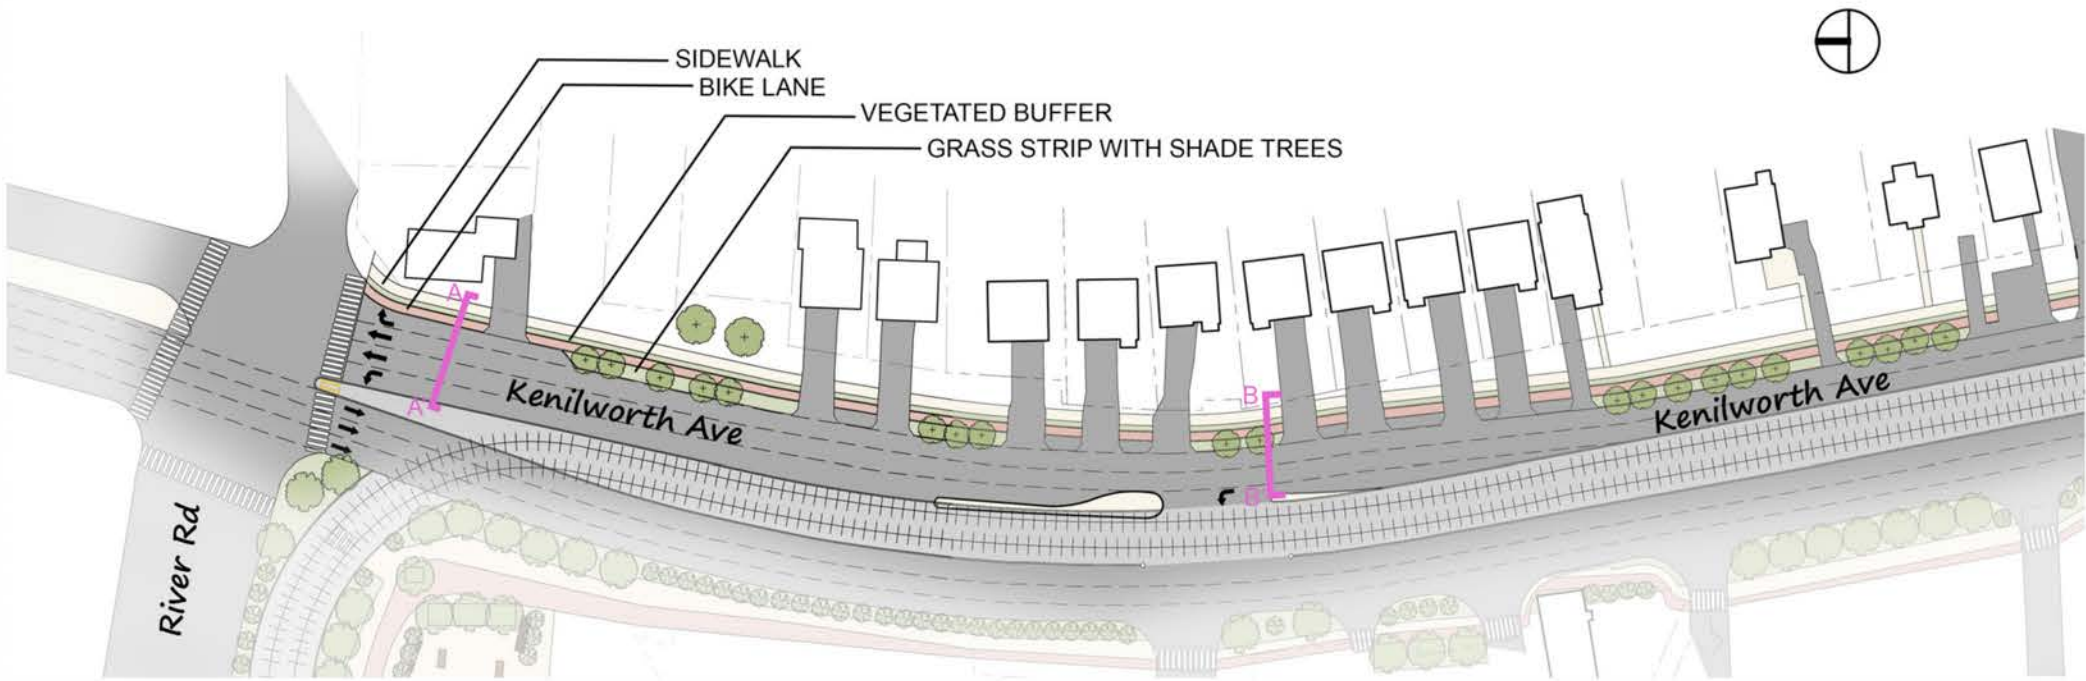 SIDEWALK
BIKE LANE
VEGETATED BUFFER
GRASS STRIP WITH SHADE TREES
A
A
B
B
Kenilworth Ave
Kenilworth Ave
River Rd